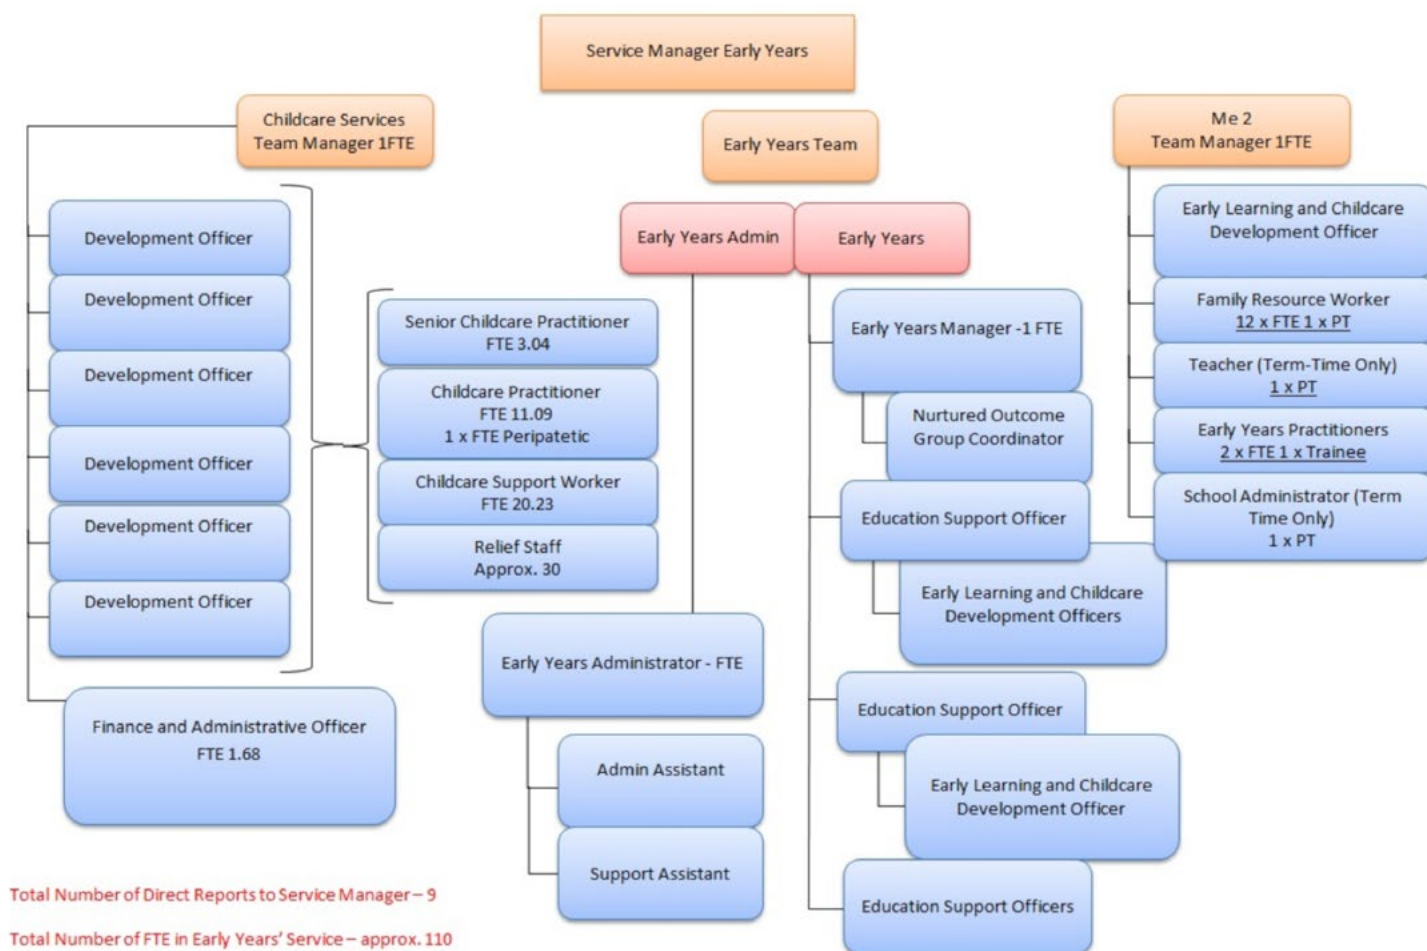 Service Manager Early Years
Childcare Services
Team Manager 1FTE
Early Years Team
Me 2
Team Manager 1FTE
Development Officer
Development Officer
Development Officer
Development Officer
Development Officer
Development Officer
Finance and Administrative Officer
FTE 1.68
Senior Childcare Practitioner
FTE 3.04
Childcare Practitioner
FTE 11.09
1 x FTE Peripatetic
Childcare Support Worker
FTE 20.23
Relief Staff
Approx. 30
Early Years Admin
Early Years Administrator - FTE
Admin Assistant
Support Assistant
Early Years
Early Years Manager -1 FTE
Nurtured Outcome
Group Coordinator
Education Support Officer
Early Learning and Childcare
Development Officers
Education Support Officer
Early Learning and Childcare
Development Officer
Education Support Officers
Early Learning and Childcare
Development Officer
Family Resource Worker
12 x FTE 1 x PT
Teacher (Term-Time Only)
1 x PT
Early Years Practitioners
2 x FTE 1 x Trainee
School Administrator (Term
Time Only)
1 x PT
Total Number of Direct Reports to Service Manager – 9
Total Number of FTE in Early Years' Service – approx. 110